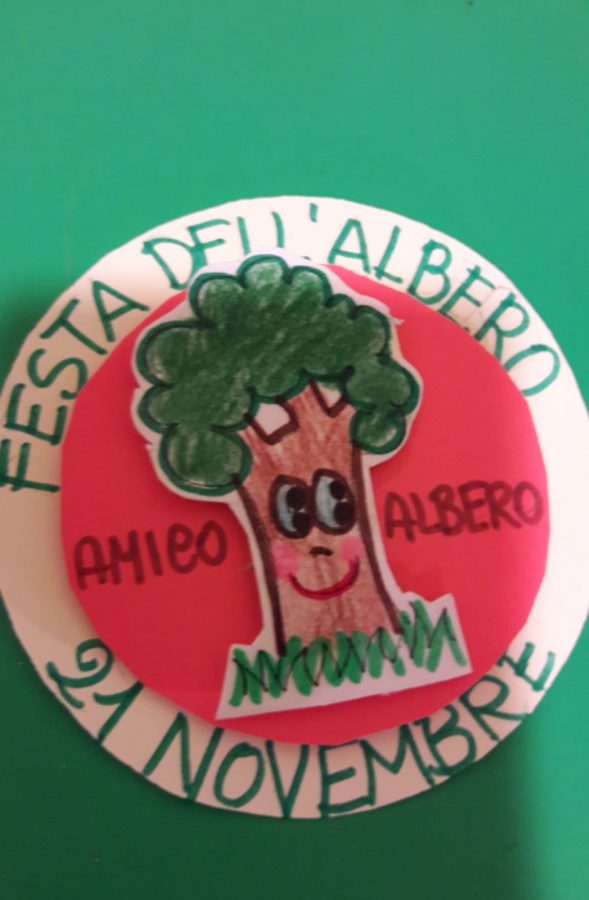 FESTA DELL'ALBERO
AMICO ALBERO
21 NOVEMBRE